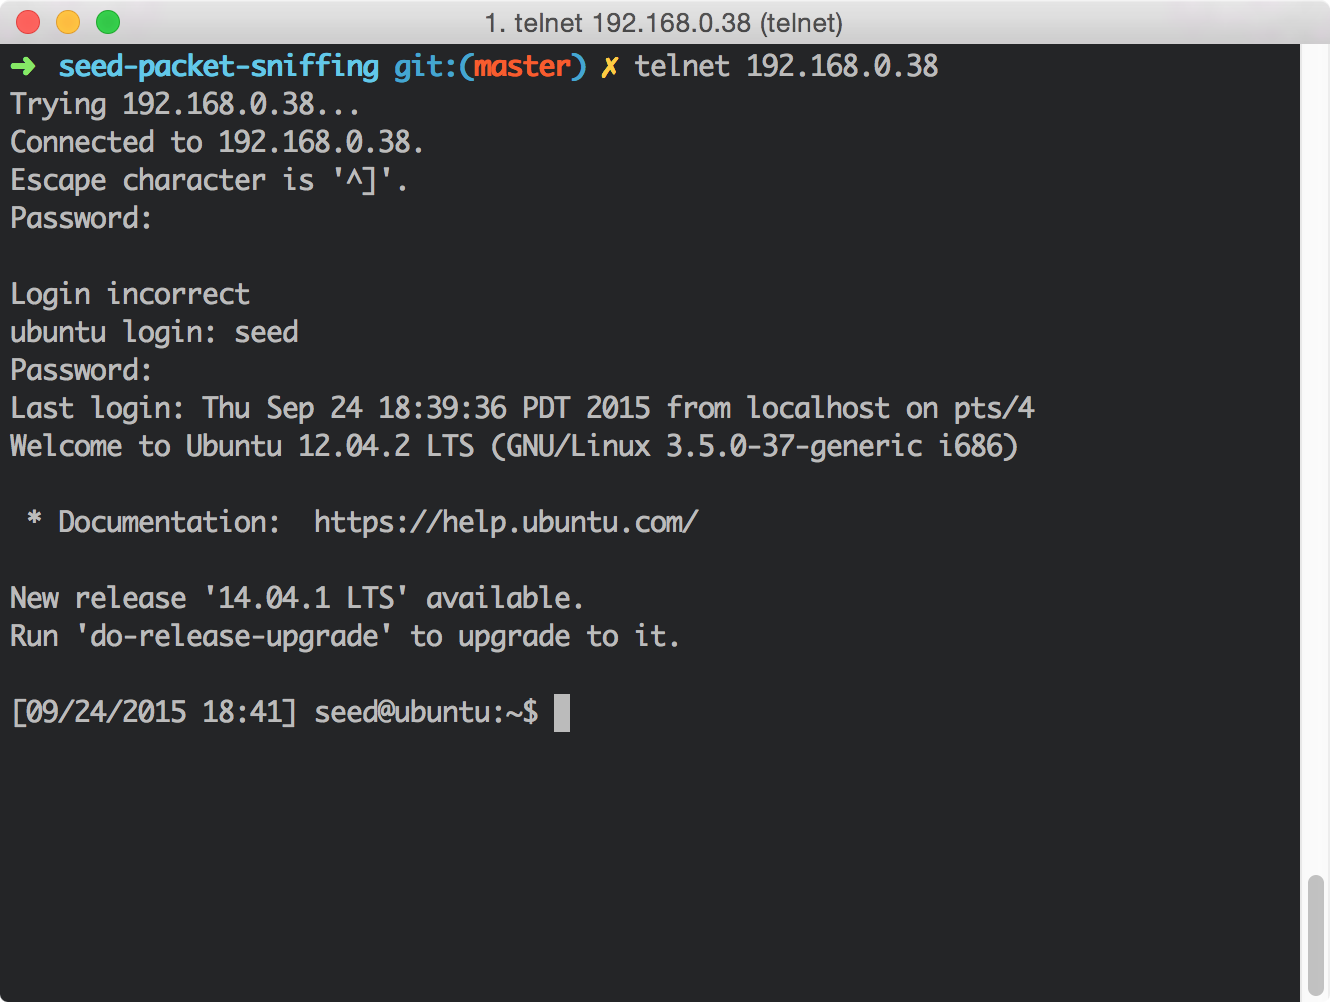 1. telnet 192.168.0.38 (telnet)
➜  seed-packet-sniffing git:(master) ✗ telnet 192.168.0.38
Trying 192.168.0.38...
Connected to 192.168.0.38.
Escape character is '^]'.
Password:
Login incorrect
ubuntu login: seed
Password:
Last login: Thu Sep 24 18:39:36 PDT 2015 from localhost on pts/4
Welcome to Ubuntu 12.04.2 LTS (GNU/Linux 3.5.0-37-generic i686)
 * Documentation:  https://help.ubuntu.com/
New release '14.04.1 LTS' available.
Run 'do-release-upgrade' to upgrade to it.
[09/24/2015 18:41] seed@ubuntu:~$